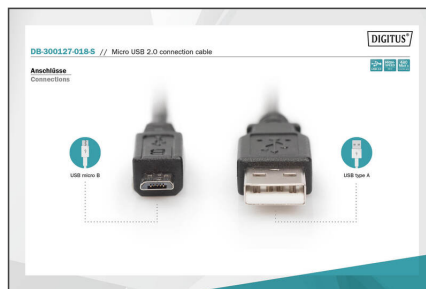 DIGITUS®
DB-300127-018-S // Micro USB 2.0 connection cable
Anschlüsse
Connections
USB micro B
USB type A